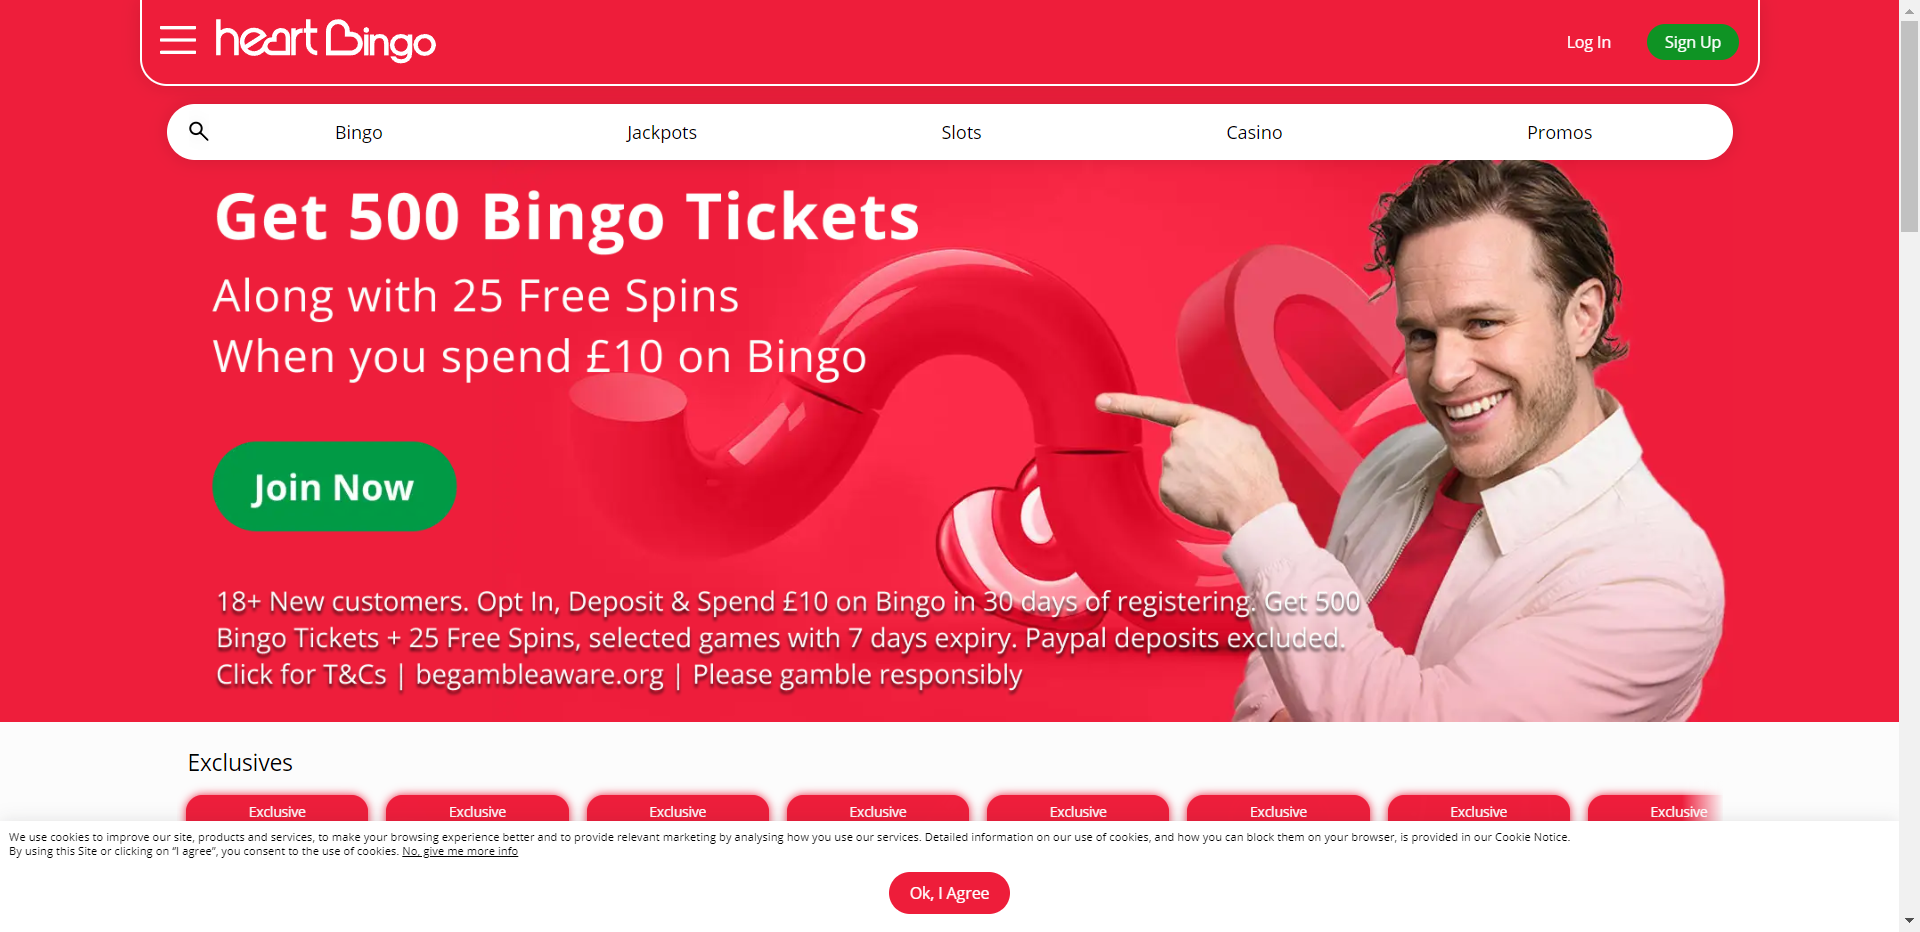 heart Bingo
Log In
Sign Up
Bingo
Jackpots
Slots
Casino
Promos
Get 500 Bingo Tickets
Along with 25 Free Spins
When you spend £10 on Bingo
Join Now
18+ New customers. Opt In, Deposit & Spend £10 on Bingo in 30 days of registering. Get 500
Bingo Tickets + 25 Free Spins, selected games with 7 days expiry. Paypal deposits excluded.
Click for T&Cs | begambleaware.org | Please gamble responsibly
Exclusives
Exclusive
Exclusive
Exclusive
Exclusive
Exclusive
Exclusive
Exclusive
Exclusive
We use cookies to improve our site, products and services, to make your browsing experience better and to provide relevant marketing by analysing how you use our services. Detailed information on our use of cookies, and how you can block them on your browser, is provided in our Cookie Notice.
By using this Site or clicking on “I agree”, you consent to the use of cookies. No, give me more info
Ok, I Agree